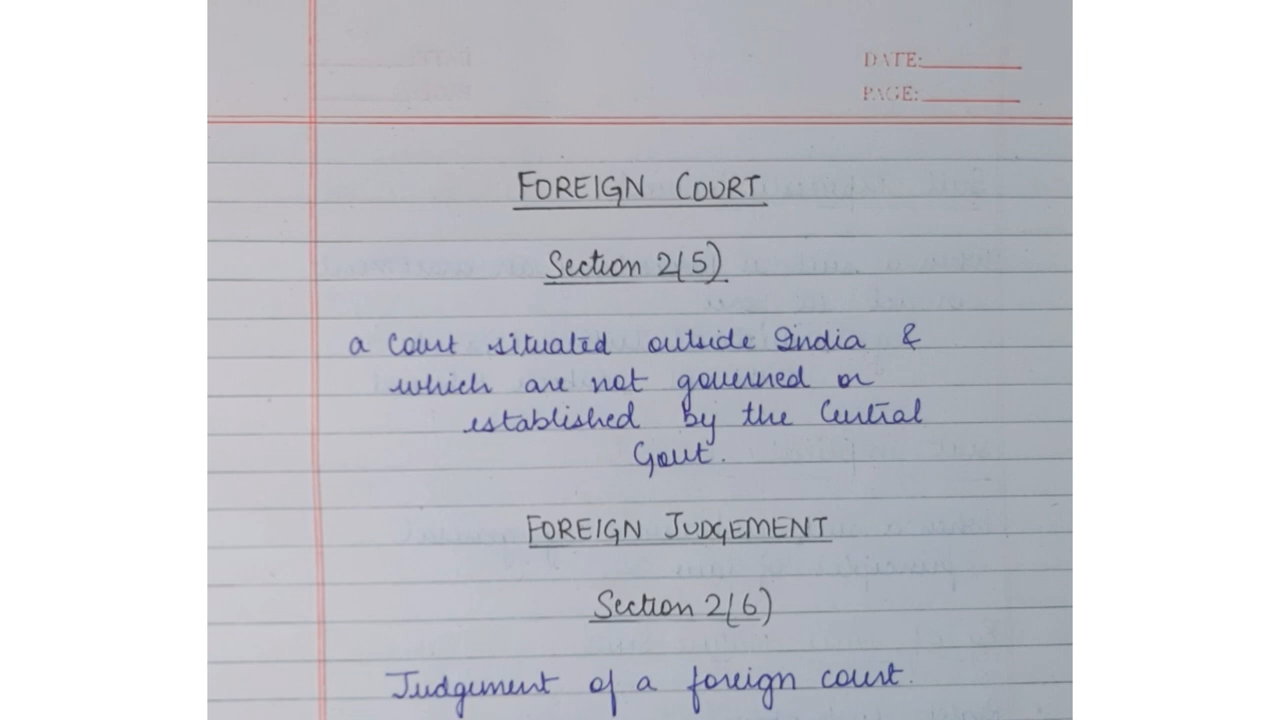 DATE:
PAGE:
FOREIGN COURT
Section 2(5)
a court situated outside India &
which are not governed or
established by the Central
Govt.
FOREIGN JUDGEMENT
Section 2(6)
Judgement of a foreign court.